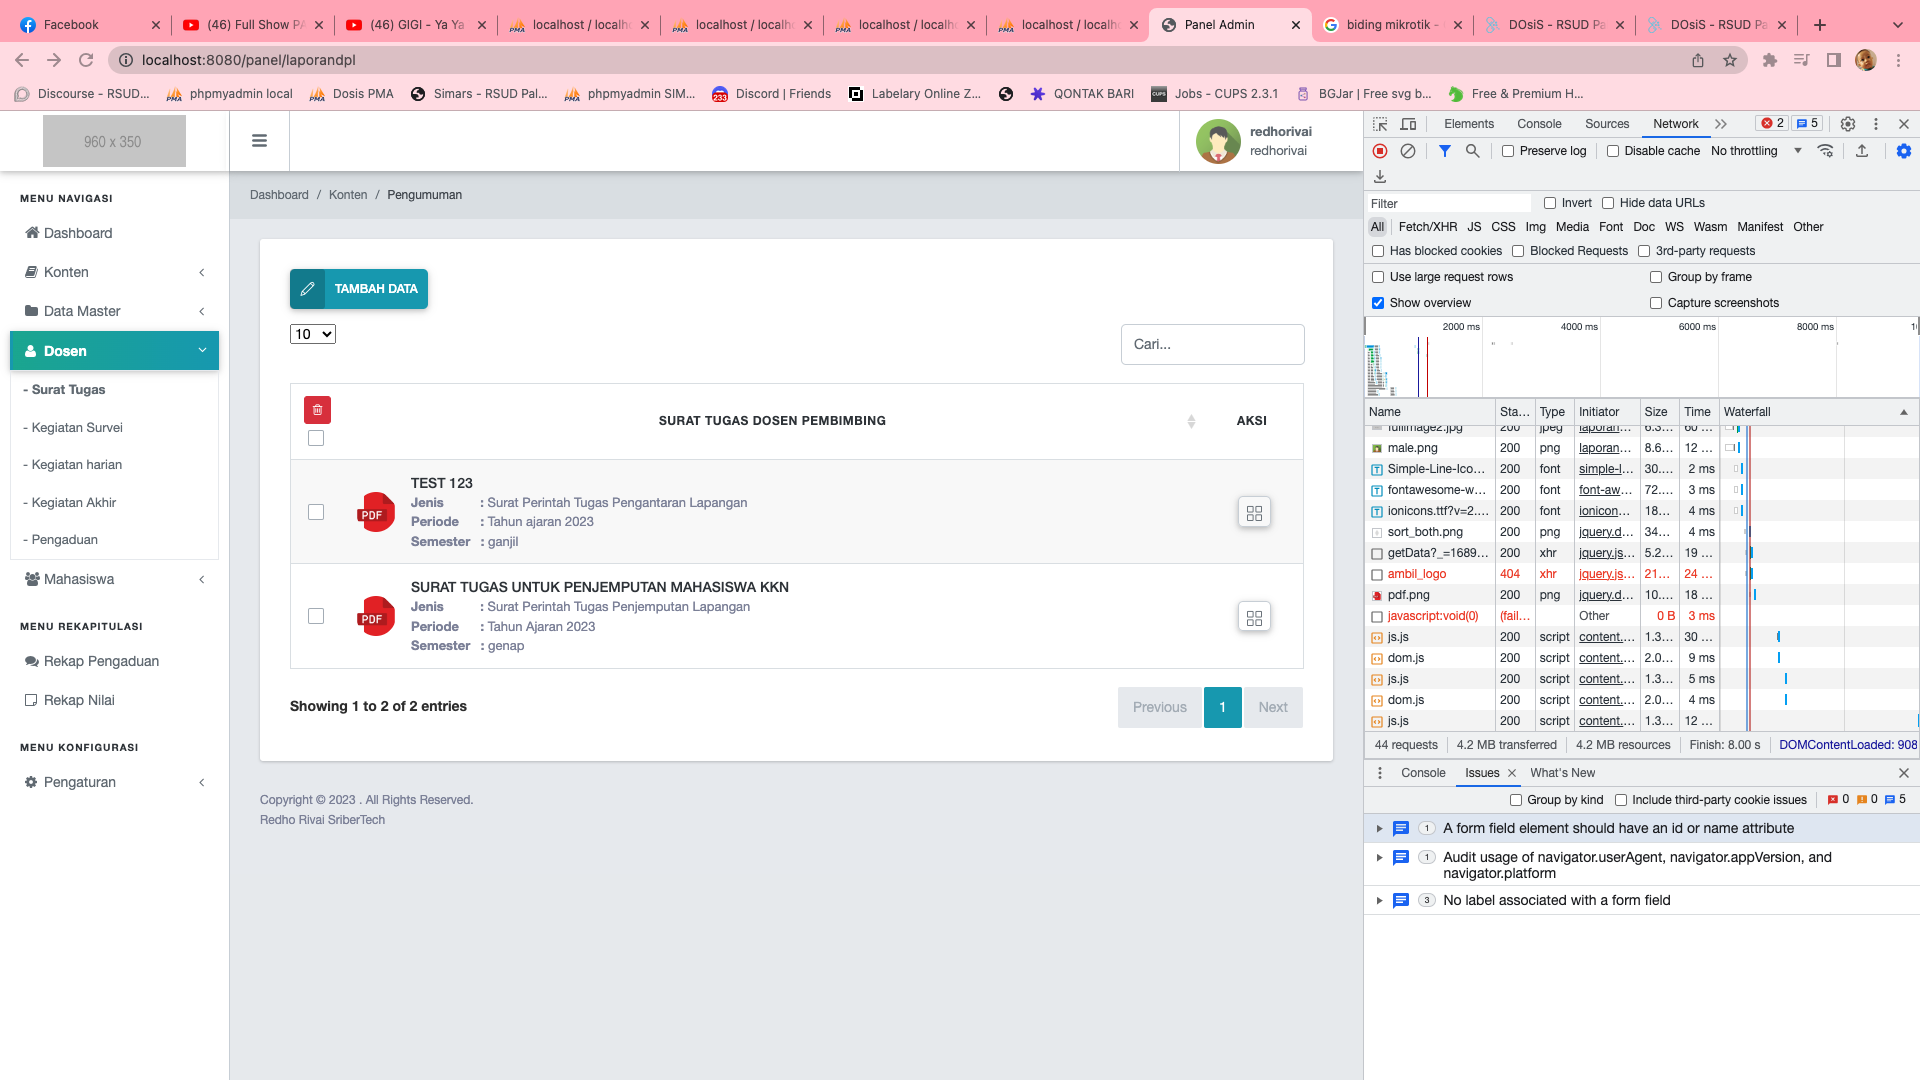 Facebook
(46) Full Show PA
(46) GIGI - Ya Ya
localhost / localh
localhost / localh
localhost / localh
localhost / localh
Panel Admin
biding mikrotik -
DOsiS - RSUD Pa
DOsiS - RSUD Pa
localhost:8080/panel/laporandpl
Discourse - RSUD...
phpmyadmin local
Dosis PMA
Simars - RSUD Pal...
phpmyadmin SIM...
Discord | Friends
Labelary Online Z...
QONTAK BARI
Jobs - CUPS 2.3.1
BGJar | Free svg b...
Free & Premium H...
960 x 350
redhorivai
redhorivai
MENU NAVIGASI
Dashboard
Konten
Data Master
Dosen
- Surat Tugas
- Kegiatan Survei
- Kegiatan harian
- Kegiatan Akhir
- Pengaduan
Mahasiswa
MENU REKAPITULASI
Rekap Pengaduan
Rekap Nilai
MENU KONFIGURASI
Pengaturan
Dashboard / Konten / Pengumuman
TAMBAH DATA
10
Cari...
SURAT TUGAS DOSEN PEMBIMBING
AKSI
PDF
TEST 123
Jenis : Surat Perintah Tugas Pengantaran Lapangan
Periode : Tahun ajaran 2023
Semester : ganjil
PDF
SURAT TUGAS UNTUK PENJEMPUTAN MAHASISWA KKN
Jenis : Surat Perintah Tugas Penjemputan Lapangan
Periode : Tahun Ajaran 2023
Semester : genap
Showing 1 to 2 of 2 entries
Previous 1 Next
Copyright © 2023 . All Rights Reserved.
Redho Rivai SriberTech
Elements Console Sources Network 2 5
Preserve log Disable cache No throttling
Filter Invert Hide data URLs
All Fetch/XHR JS CSS Img Media Font Doc WS Wasm Manifest Other
Has blocked cookies Blocked Requests 3rd-party requests
Use large request rows Group by frame
Show overview Capture screenshots
2000 ms 4000 ms 6000 ms 8000 ms
Name Sta... Type Initiator Size Time Waterfall
fullimage2.jpg 200 jpeg laporan... 6.3... 60 ...
male.png 200 png laporan... 8.6... 12 ...
Simple-Line-Ico... 200 font simple-l... 30.... 2 ms
fontawesome-w... 200 font font-aw... 72.... 3 ms
ionicons.ttf?v=2.... 200 font ionicon... 18... 4 ms
sort_both.png 200 png jquery.d... 34... 4 ms
getData?_=1689... 200 xhr jquery.js... 5.2... 19 ...
ambil_logo 404 xhr jquery.js... 21... 24 ...
pdf.png 200 png jquery.d... 10.... 18 ...
javascript:void(0) (fail... Other 0 B 3 ms
js.js 200 script content.... 1.3... 30 ...
dom.js 200 script content.... 2.0... 9 ms
js.js 200 script content.... 1.3... 5 ms
dom.js 200 script content.... 2.0... 4 ms
js.js 200 script content.... 1.3... 12 ...
44 requests 4.2 MB transferred 4.2 MB resources Finish: 8.00 s DOMContentLoaded: 908
Console Issues What's New
Group by kind Include third-party cookie issues 0 0 5
1 A form field element should have an id or name attribute
1 Audit usage of navigator.userAgent, navigator.appVersion, and
navigator.platform
3 No label associated with a form field